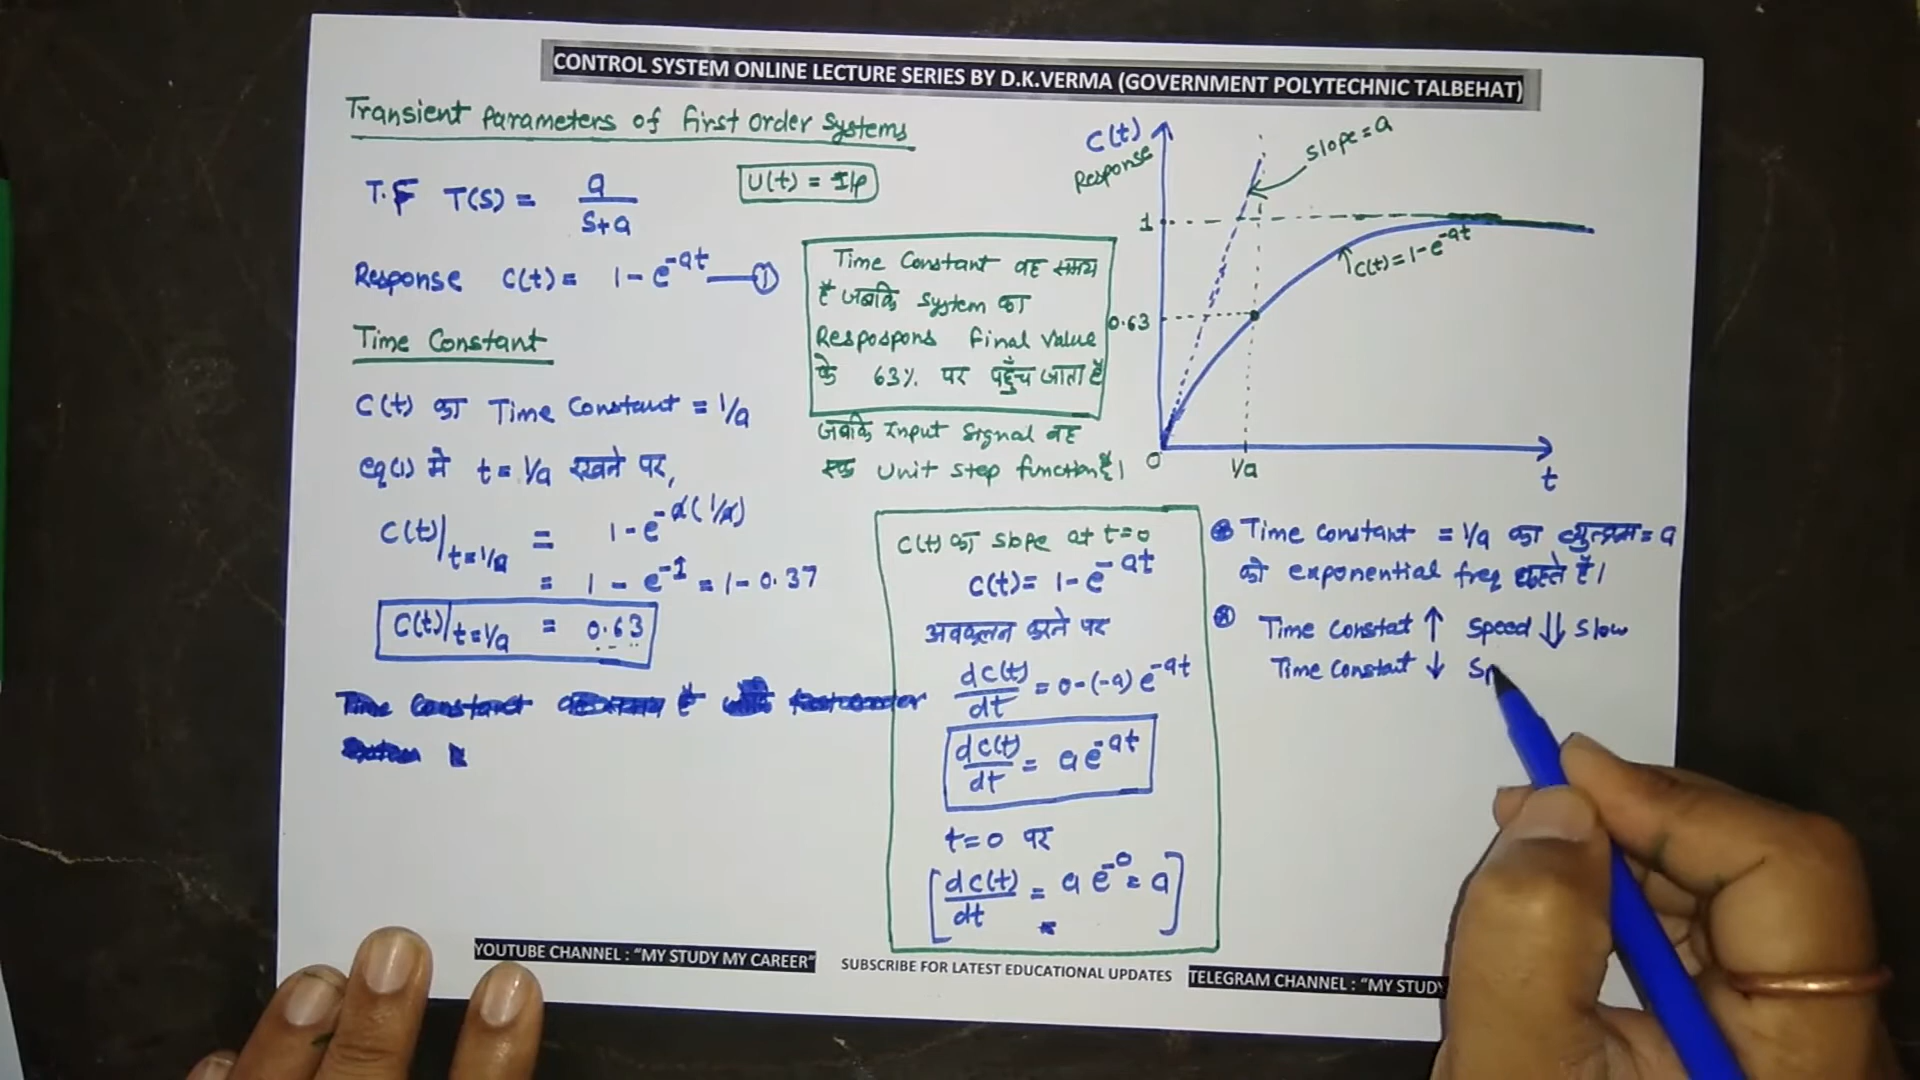 CONTROL SYSTEM ONLINE LECTURE SERIES BY D.K.VERMA (GOVERNMENT POLYTECHNIC TALBEHAT)
Transient Parameters of First Order Systems
T.F T(S) = a/(S+a)
U(t) = I/P
Response C(t) = 1 - e^-at — ①
Time Constant
C(t) का Time Constant = 1/a
eq(1) मे t = 1/a रखने पर,
C(t)|t=1/a = 1 - e^-a(1/a)
= 1 - e^-1 = 1 - 0.37
C(t)|t=1/a = 0.63
Time Constant वह समय
है जबकि System का
Respospons Final Value
के 63% पर पहुँच जाता है
जबकि Input Signal वह
एक Unit Step function है।
C(t) का slope at t=0
C(t) = 1 - e^-at
अवकलन करने पर
dC(t)/dt = 0-(-a) e^-at
dC(t)/dt = a e^-at
t=0 पर
[dC(t)/dt = a e^-0 = a]
C(t)
Response
slope = a
1
C(t) = 1 - e^-at
0.63
0
1/a
t
Time Constant = 1/a का व्युत्क्रम = a
को exponential freq कहते हैं।
Time Constat ↑ Speed ↓↓ Slow
Time Constant ↓ Sp
YOUTUBE CHANNEL : "MY STUDY MY CAREER"
SUBSCRIBE FOR LATEST EDUCATIONAL UPDATES
TELEGRAM CHANNEL : "MY STUDY